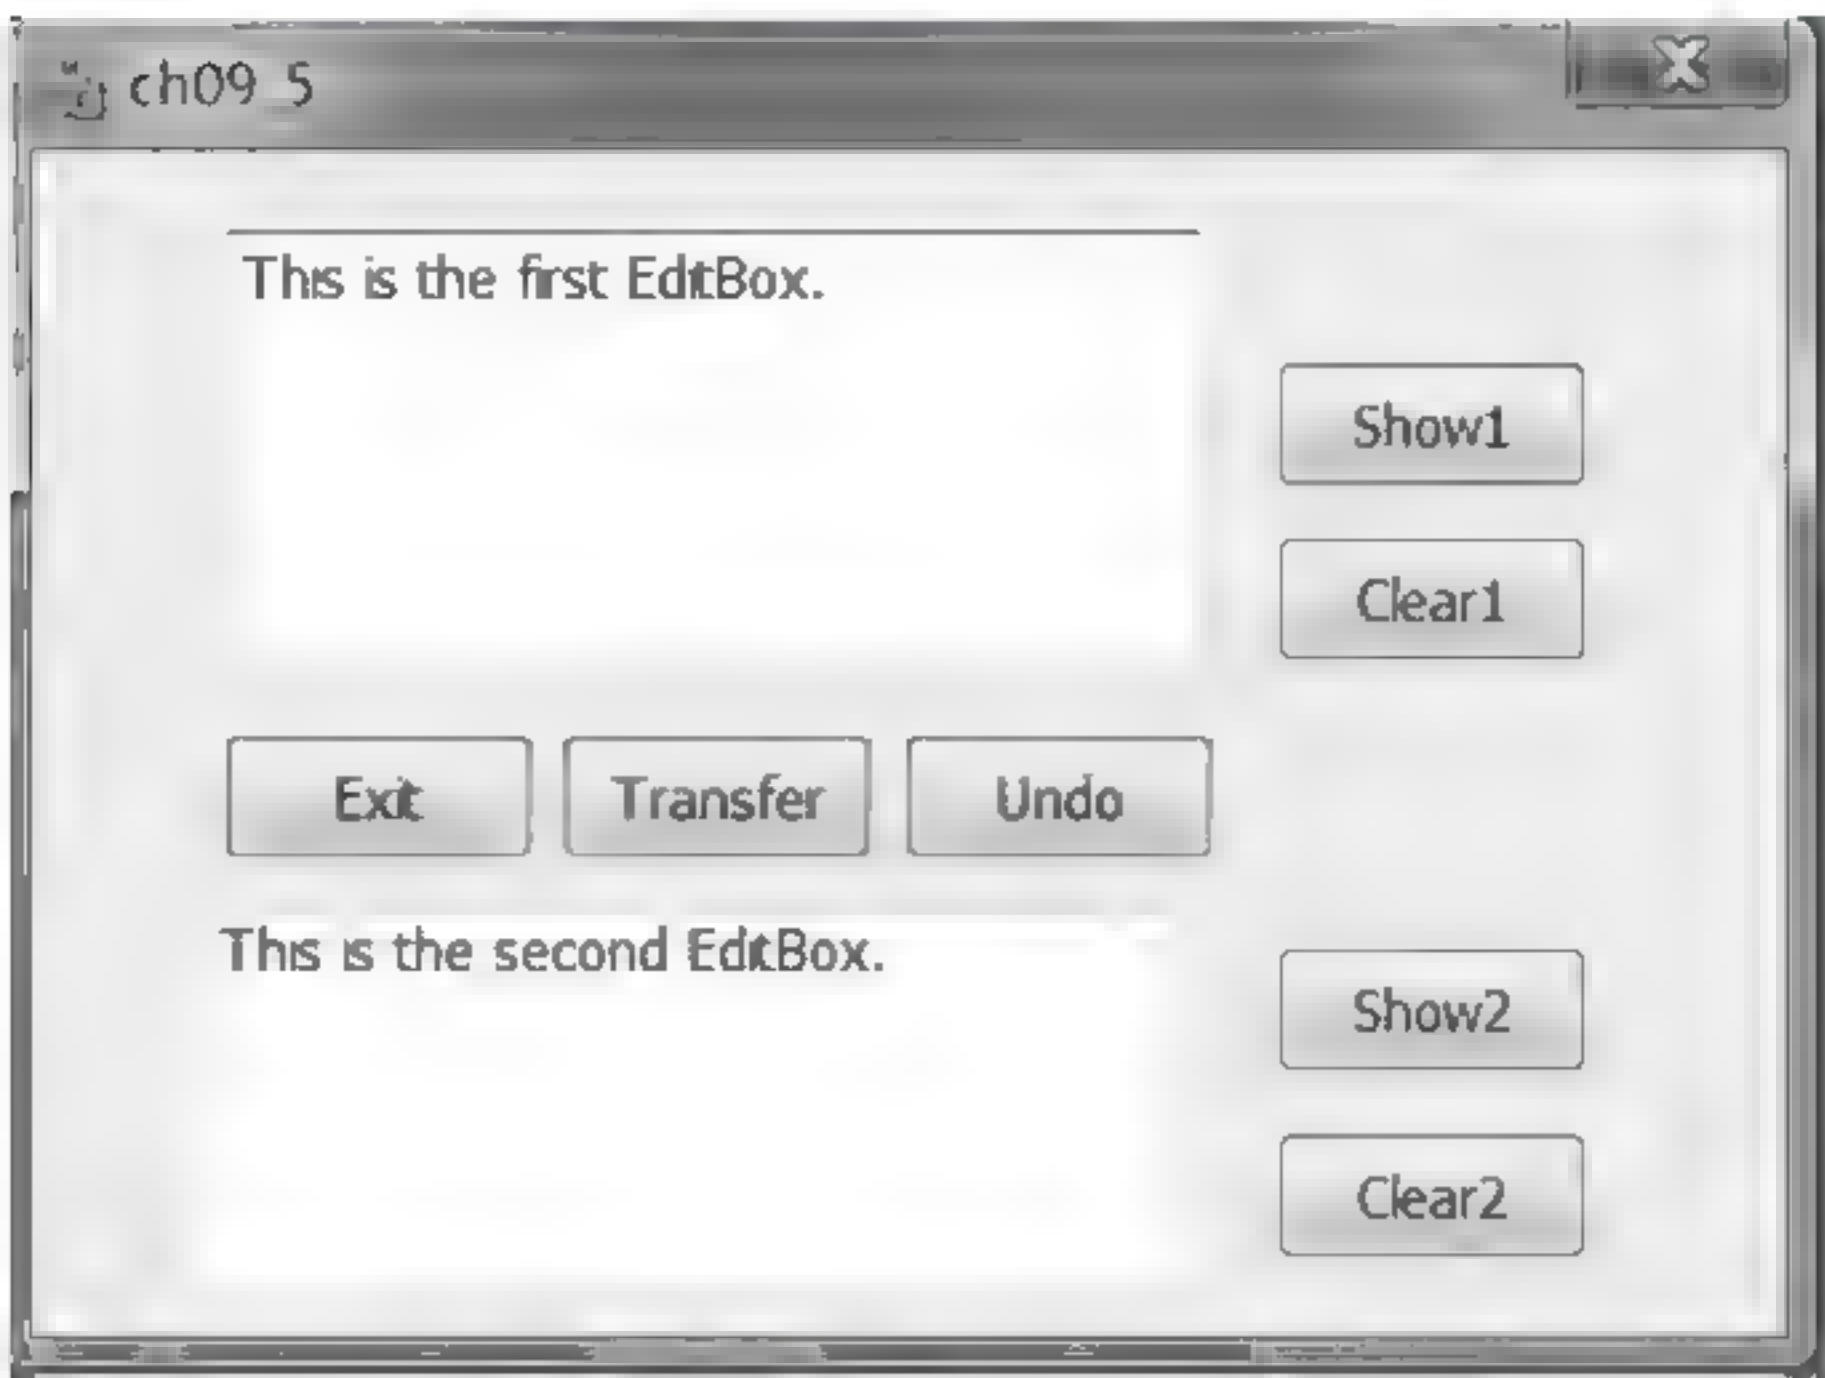 ch09_5
This is the first EditBox.
Show1
Clear1
Exit Transfer Undo
This is the second EditBox.
Show2
Clear2